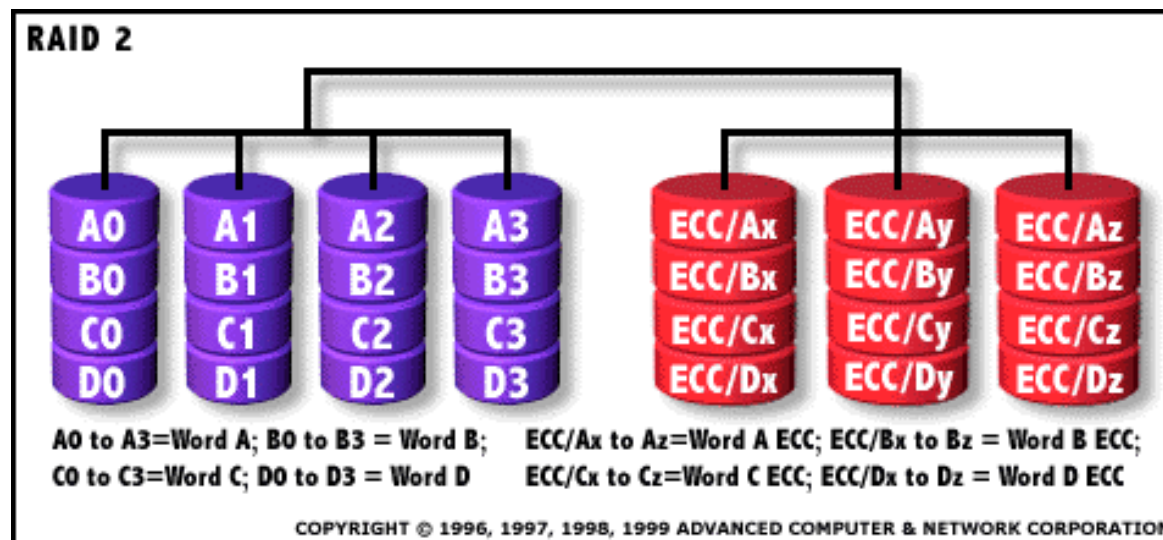 RAID 2
A0 A1 A2 A3 ECC/Ax ECC/Ay ECC/Az
B0 B1 B2 B3 ECC/Bx ECC/By ECC/Bz
C0 C1 C2 C3 ECC/Cx ECC/Cy ECC/Cz
D0 D1 D2 D3 ECC/Dx ECC/Dy ECC/Dz
A0 to A3=Word A; B0 to B3 = Word B; ECC/Ax to Az=Word A ECC; ECC/Bx to Bz = Word B ECC;
C0 to C3=Word C; D0 to D3 = Word D ECC/Cx to Cz=Word C ECC; ECC/Dx to Dz = Word D ECC
COPYRIGHT © 1996, 1997, 1998, 1999 ADVANCED COMPUTER & NETWORK CORPORATION